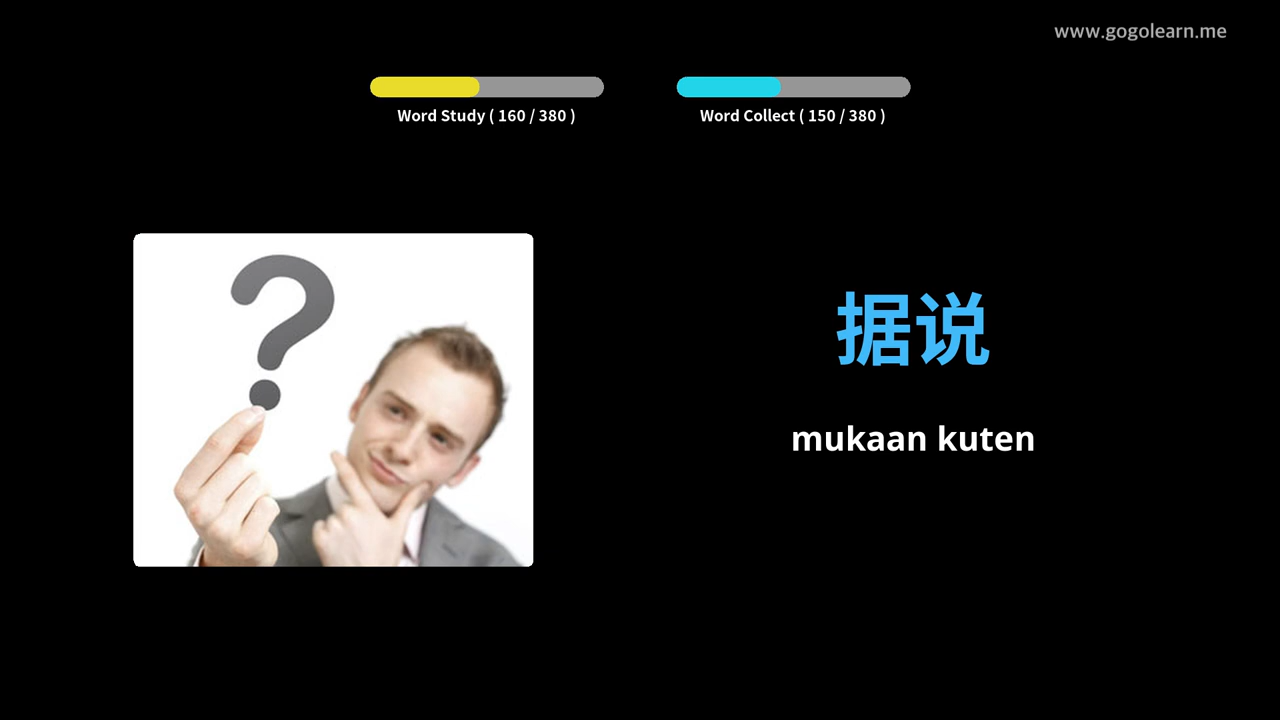 www.gogolearn.me
Word Study ( 160 / 380 )
Word Collect ( 150 / 380 )
据说
mukaan kuten